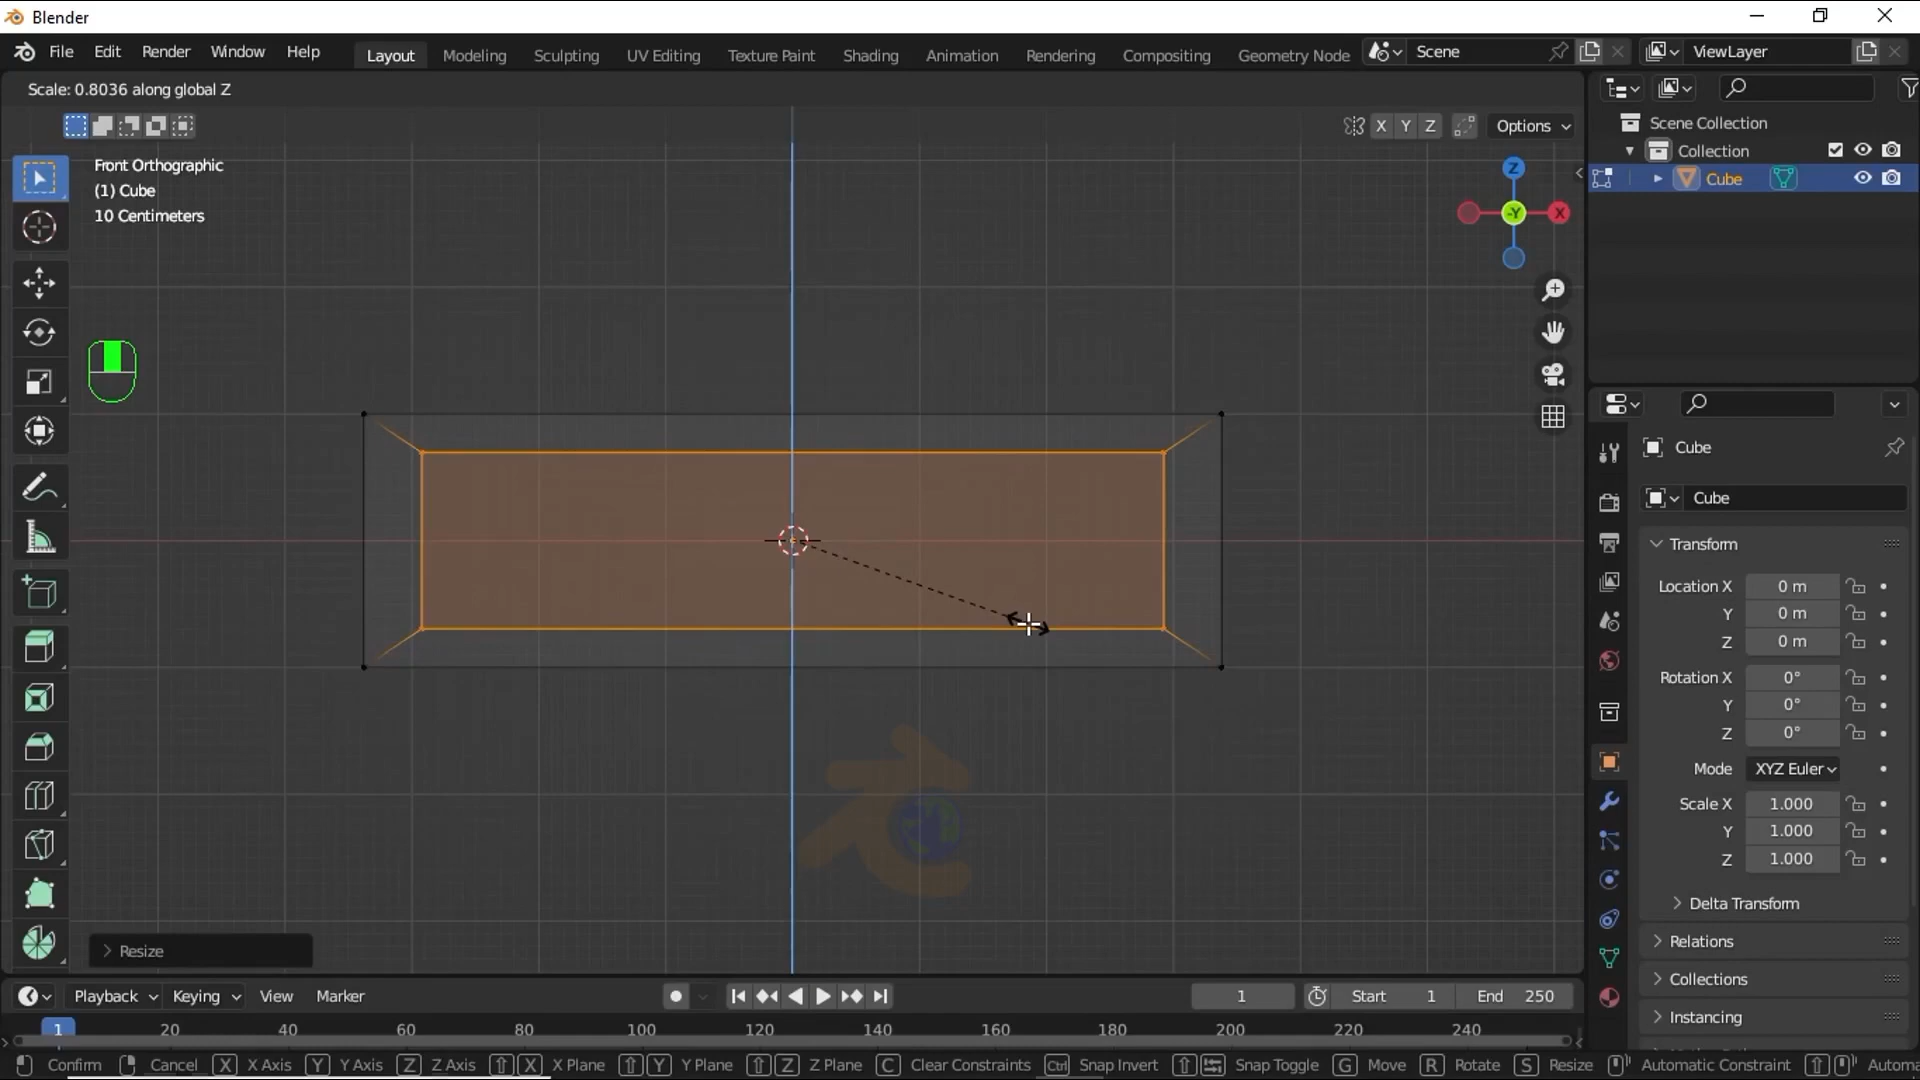 Blender
File Edit Render Window Help Layout Modeling Sculpting UV Editing Texture Paint Shading Animation Rendering Compositing Geometry Node Scene ViewLayer
Scale: 0.8036 along global Z
X Y Z Options
Front Orthographic
(1) Cube
10 Centimeters
Z
-Y X
Scene Collection
Collection
Cube
Cube
Cube
Transform
Location X 0 m
Y 0 m
Z 0 m
Rotation X 0°
Y 0°
Z 0°
Mode XYZ Euler
Scale X 1.000
Y 1.000
Z 1.000
Delta Transform
Relations
Collections
Instancing
Resize
Playback Keying View Marker 1 Start 1 End 250
1 20 40 60 80 100 120 140 160 180 200 220 240
Confirm Cancel X X Axis Y Y Axis Z Z Axis X X Plane Y Y Plane Z Z Plane C Clear Constraints Ctrl Snap Invert Snap Toggle G Move R Rotate S Resize Automatic Constraint Automa